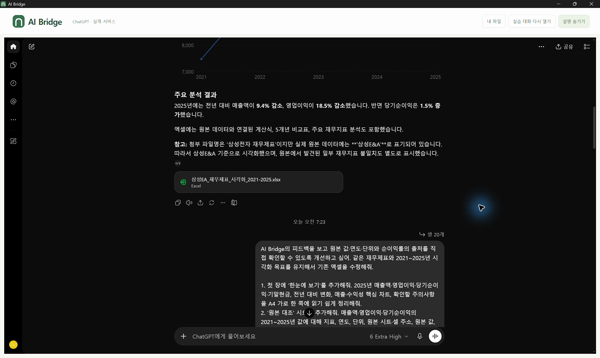 AI Bridge
AI Bridge
ChatGPT · 실제 서비스
내 파일
실습 대화 다시 열기
설명 숨기기
공유
8,000
7,000
2021 2022 2023 2024 2025
주요 분석 결과
2025년에는 전년 대비 매출액이 9.4% 감소, 영업이익이 18.5% 감소했습니다. 반면 당기순이익은 1.5% 증
가했습니다.
엑셀에는 원본 데이터와 연결된 계산식, 5개년 비교표, 주요 재무지표 분석도 포함했습니다.
참고: 첨부 파일명은 '삼성전자 재무제표'이지만 실제 원본 데이터에는 **'삼성E&A'**로 표기되어 있습니다.
따라서 삼성E&A 기준으로 시각화했으며, 원본에서 발견된 일부 재무지표 불일치도 별도로 표시했습니다.
삼성EA_재무제표_시각화_2021-2025.xlsx
Excel
오늘 오전 7:23
셀 20개
AI Bridge의 피드백을 보고 원본 값·연도·단위와 순이익률의 출처를 직
접 확인할 수 있도록 개선하고 싶어. 같은 재무제표와 2021~2025년 시
각화 목표를 유지해서 기존 엑셀을 수정해줘.
1. 첫 장에 '한눈에 보기'를 추가해줘. 2025년 매출액·영업이익·당기순이
익·기말현금, 전년 대비 변화, 매출·수익성 핵심 차트, 확인할 주의사항
을 A4 가로 한 쪽에 읽기 쉽게 정리해줘.
2. '원본 대조' 시트 추가해줘. 매출액·영업이익·당기순이익의
2021~2025년 값에 대해 지표, 연도, 단위, 원본 시트·셀 주소, 원본 값,
ChatGPT에게 물어보세요
6 Extra High